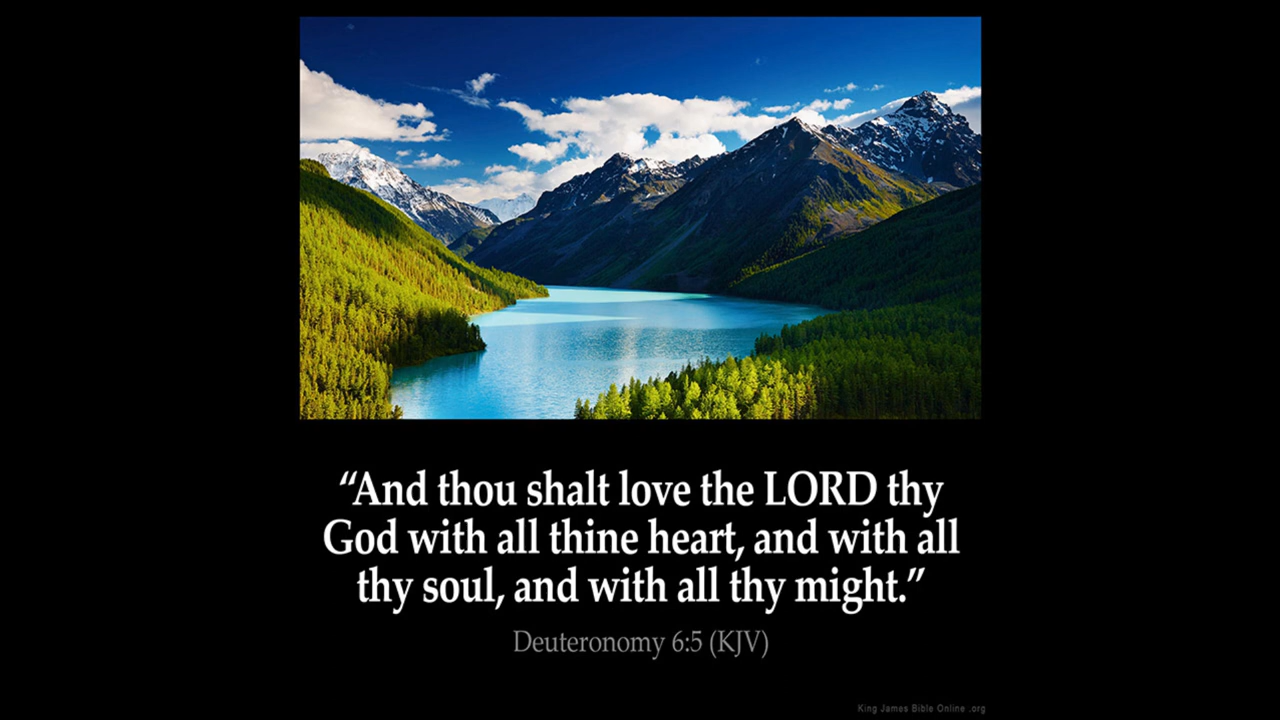 “And thou shalt love the LORD thy
God with all thine heart, and with all
thy soul, and with all thy might.”
Deuteronomy 6:5 (KJV)
King James Bible Online .org